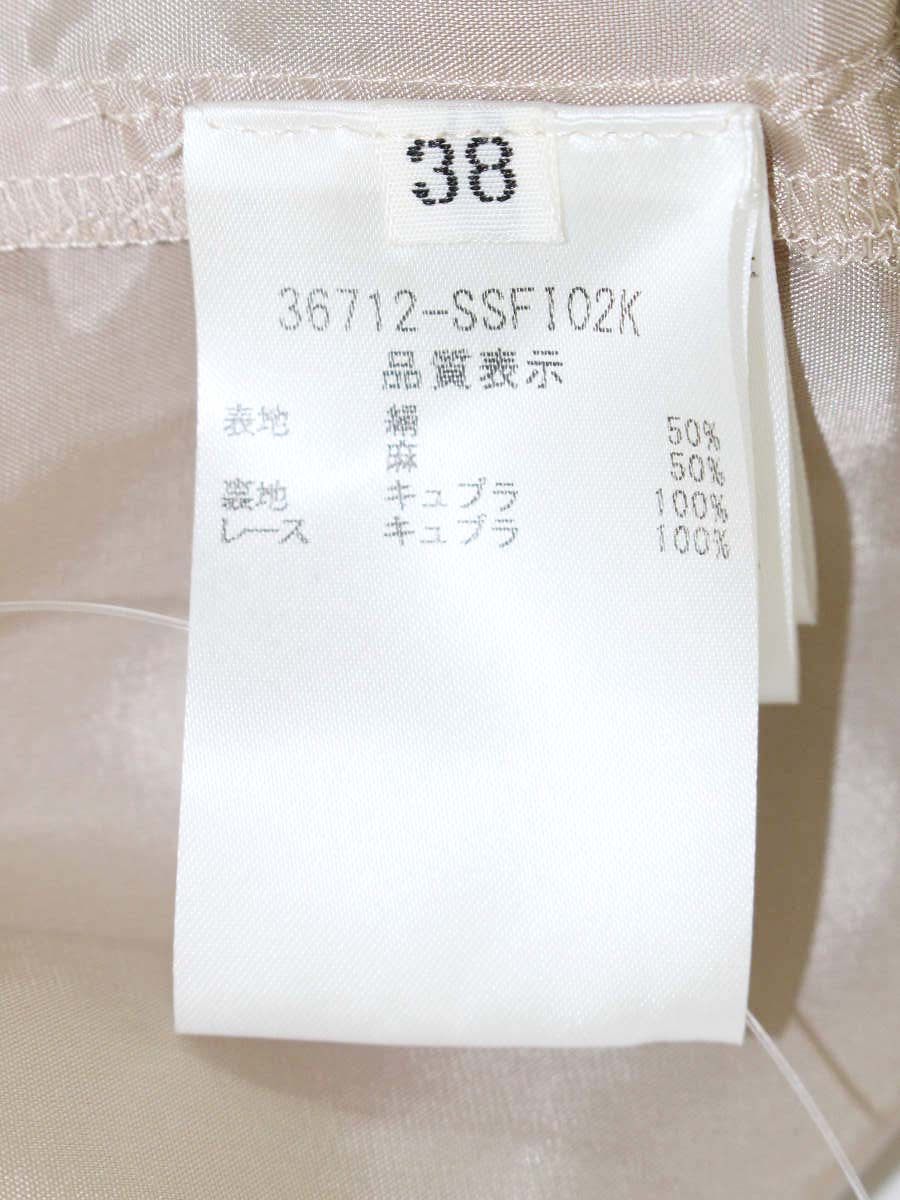 38
36712-SSFI02K
品質表示
表地 絹 50%
麻 50%
裏地 キュプラ 100%
レース キュプラ 100%